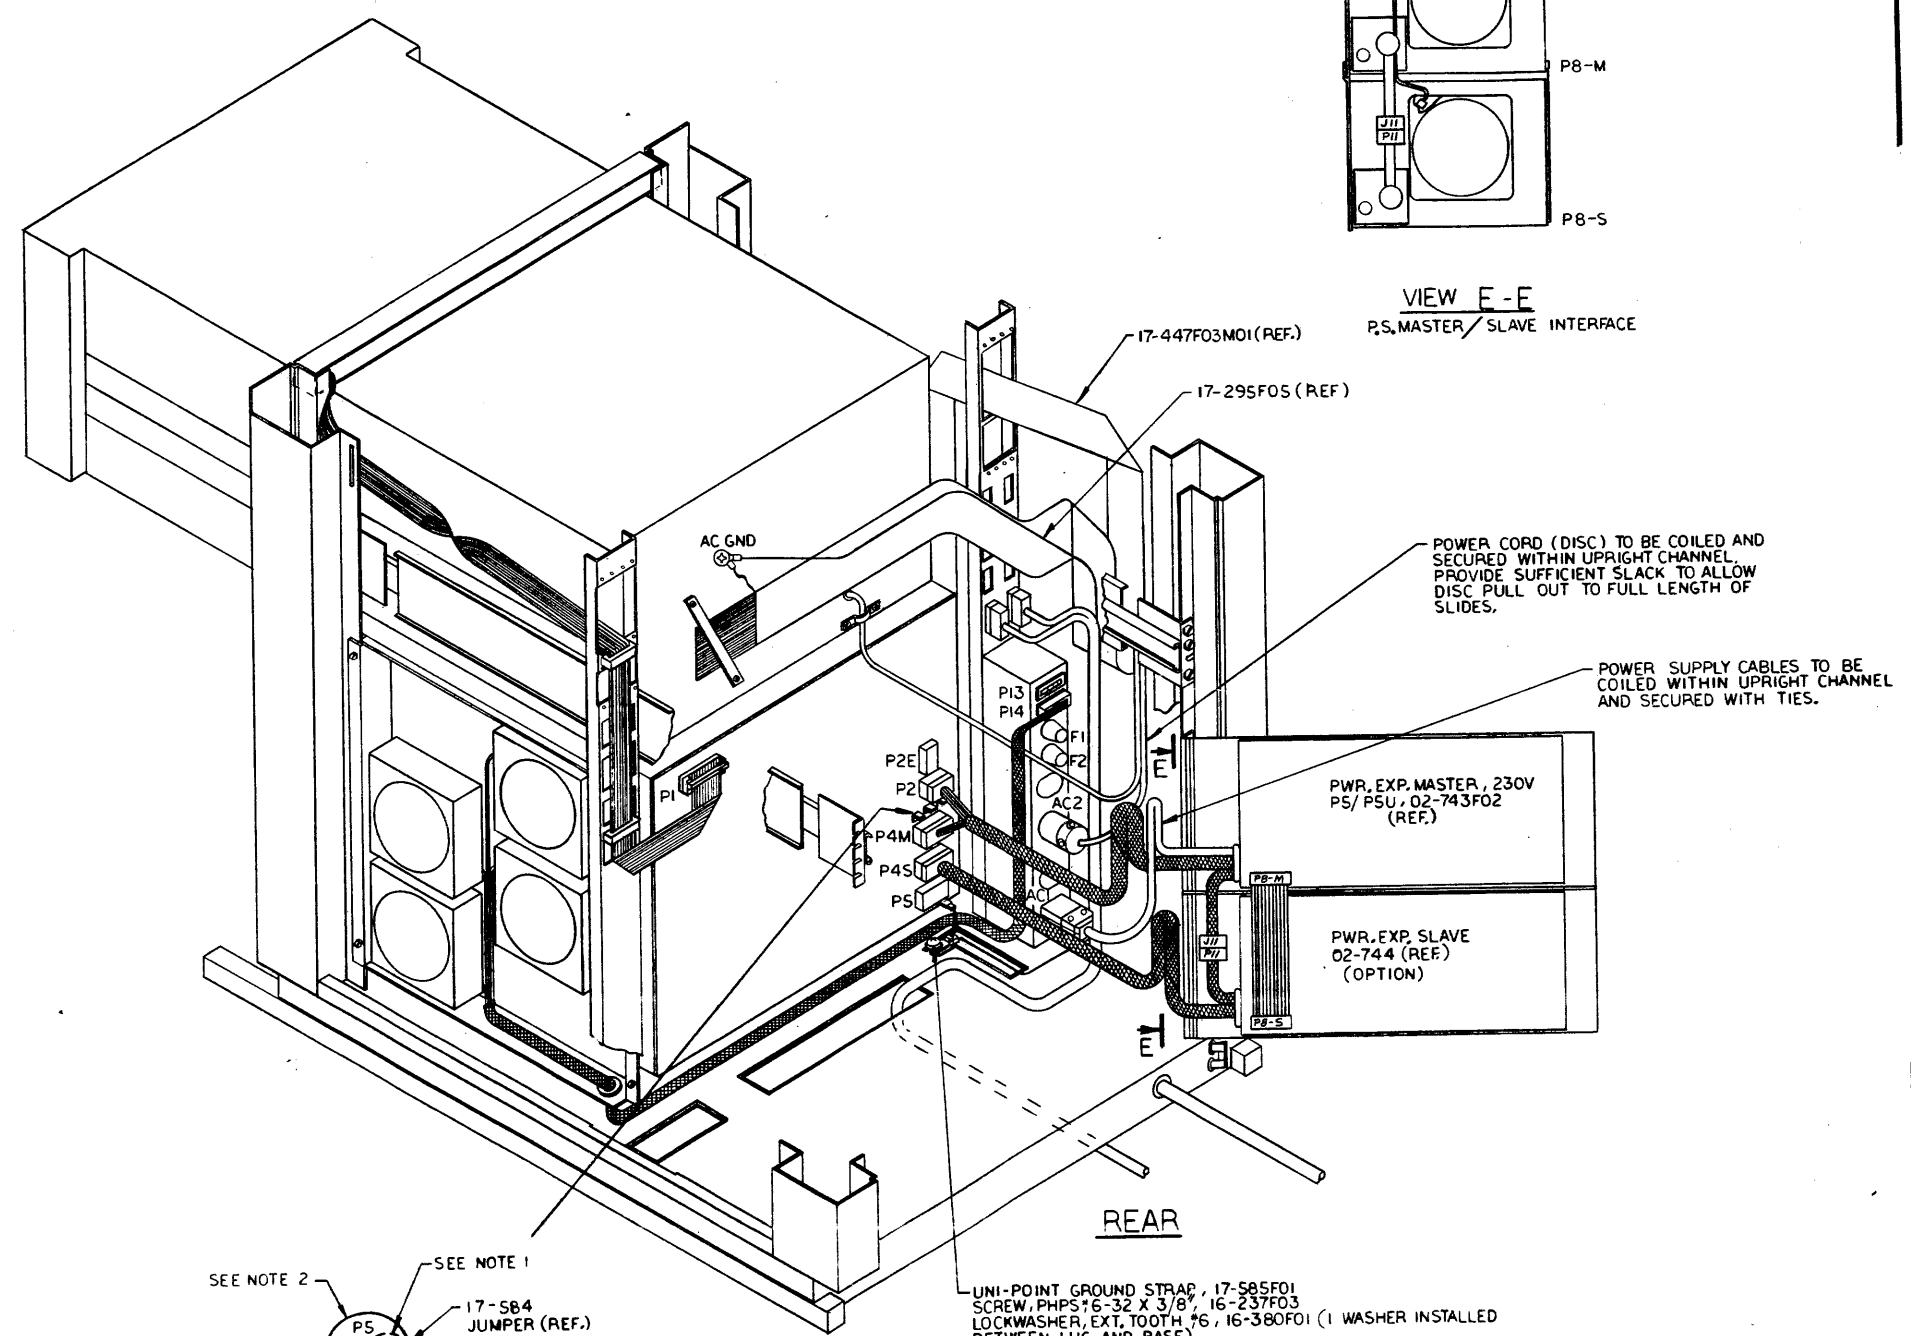 P8-M
J11
P11
P8-S
VIEW E-E
P.S. MASTER/SLAVE INTERFACE
17-447F03M01(REF.)
17-295F05 (REF)
AC GND
POWER CORD (DISC) TO BE COILED AND
SECURED WITHIN UPRIGHT CHANNEL.
PROVIDE SUFFICIENT SLACK TO ALLOW
DISC PULL OUT TO FULL LENGTH OF
SLIDES.
POWER SUPPLY CABLES TO BE
COILED WITHIN UPRIGHT CHANNEL
AND SECURED WITH TIES.
P13
P14
F1
F2
E
P2E
P2
P1
AC2
P4M
P4S
P5
AC1
PWR. EXP. MASTER, 230V
PS/PSU, 02-743F02
(REF.)
P8-M
J11
P11
PWR. EXP. SLAVE
02-744 (REF.)
(OPTION)
P8-S
E
REAR
SEE NOTE 2
SEE NOTE 1
17-584
JUMPER (REF.)
P5
UNI-POINT GROUND STRAP, 17-585F01
SCREW, PHPS #6-32 X 3/8", 16-237F03
LOCKWASHER, EXT. TOOTH #6, 16-380F01 (1 WASHER INSTALLED
BETWEEN LUG AND BASE)